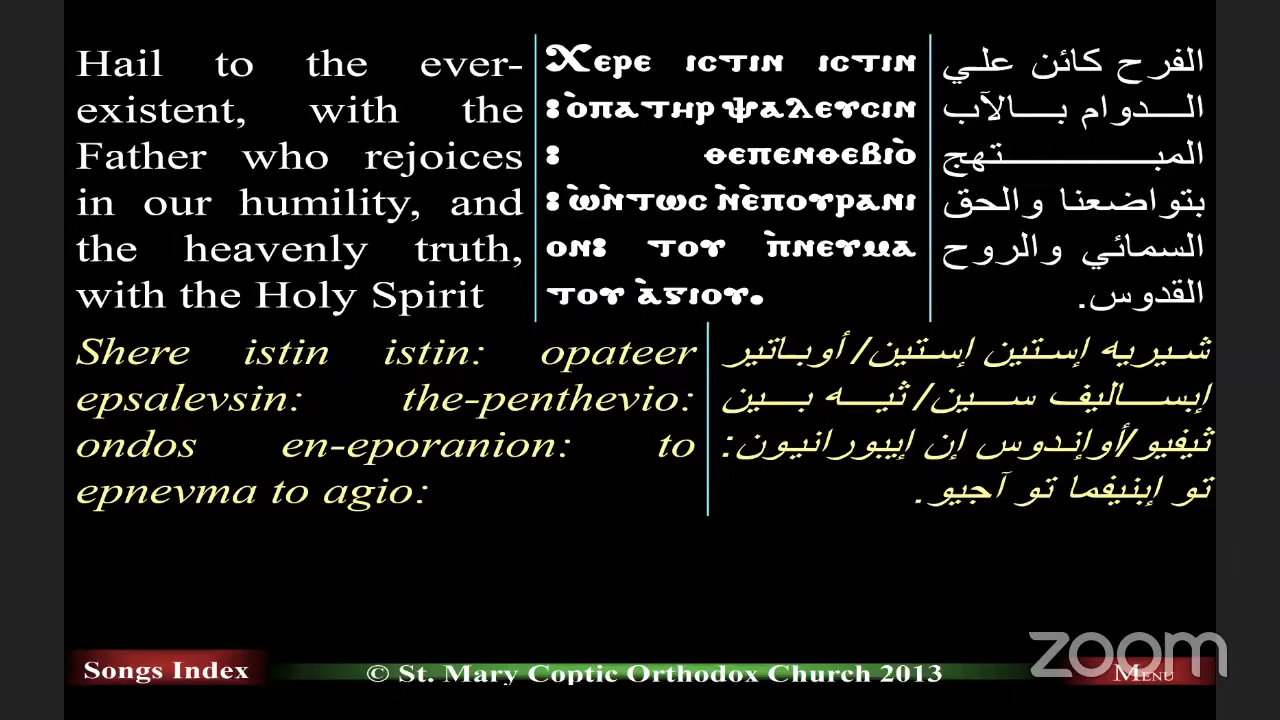 Hail to the ever-
existent, with the
Father who rejoices
in our humility, and
the heavenly truth,
with the Holy Spirit
Ⲭⲉⲣⲉ ⲓⲥⲧⲓⲛ ⲓⲥⲧⲓⲛ
:ⲟ̀ⲡⲁⲧⲏⲣ ⲯⲁⲗⲉⲩⲥⲓⲛ
: ⲑⲉⲡⲉⲛⲑⲉⲃⲓⲟ̀
:ⲱ̀ⲛ̀ⲧⲱⲥ ⲛ̀ⲉ̀ⲡⲟⲩⲣⲁⲛⲓ
ⲟⲛ: ⲧⲟⲩ ⲡ̀ⲛⲉⲩⲙⲁ
ⲧⲟⲩ ⲁ̀ⲅⲓⲟⲩ.
الفرح كائن علي
الدوام بالآب
المبتهج
بتواضعنا والحق
السمائي والروح
القدوس.
Shere istin istin: opateer
epsalevsin: the-penthevio:
ondos en-eporanion: to
epnevma to agio:
شيريه إستين إستين/ أوباتير
إبساليف سين/ ثيه بين
ثيفيو/أوإندوس إن إيبورانيون:
تو إبنيفما تو آجيو.
Songs Index
© St. Mary Coptic Orthodox Church 2013
Menu
zoom